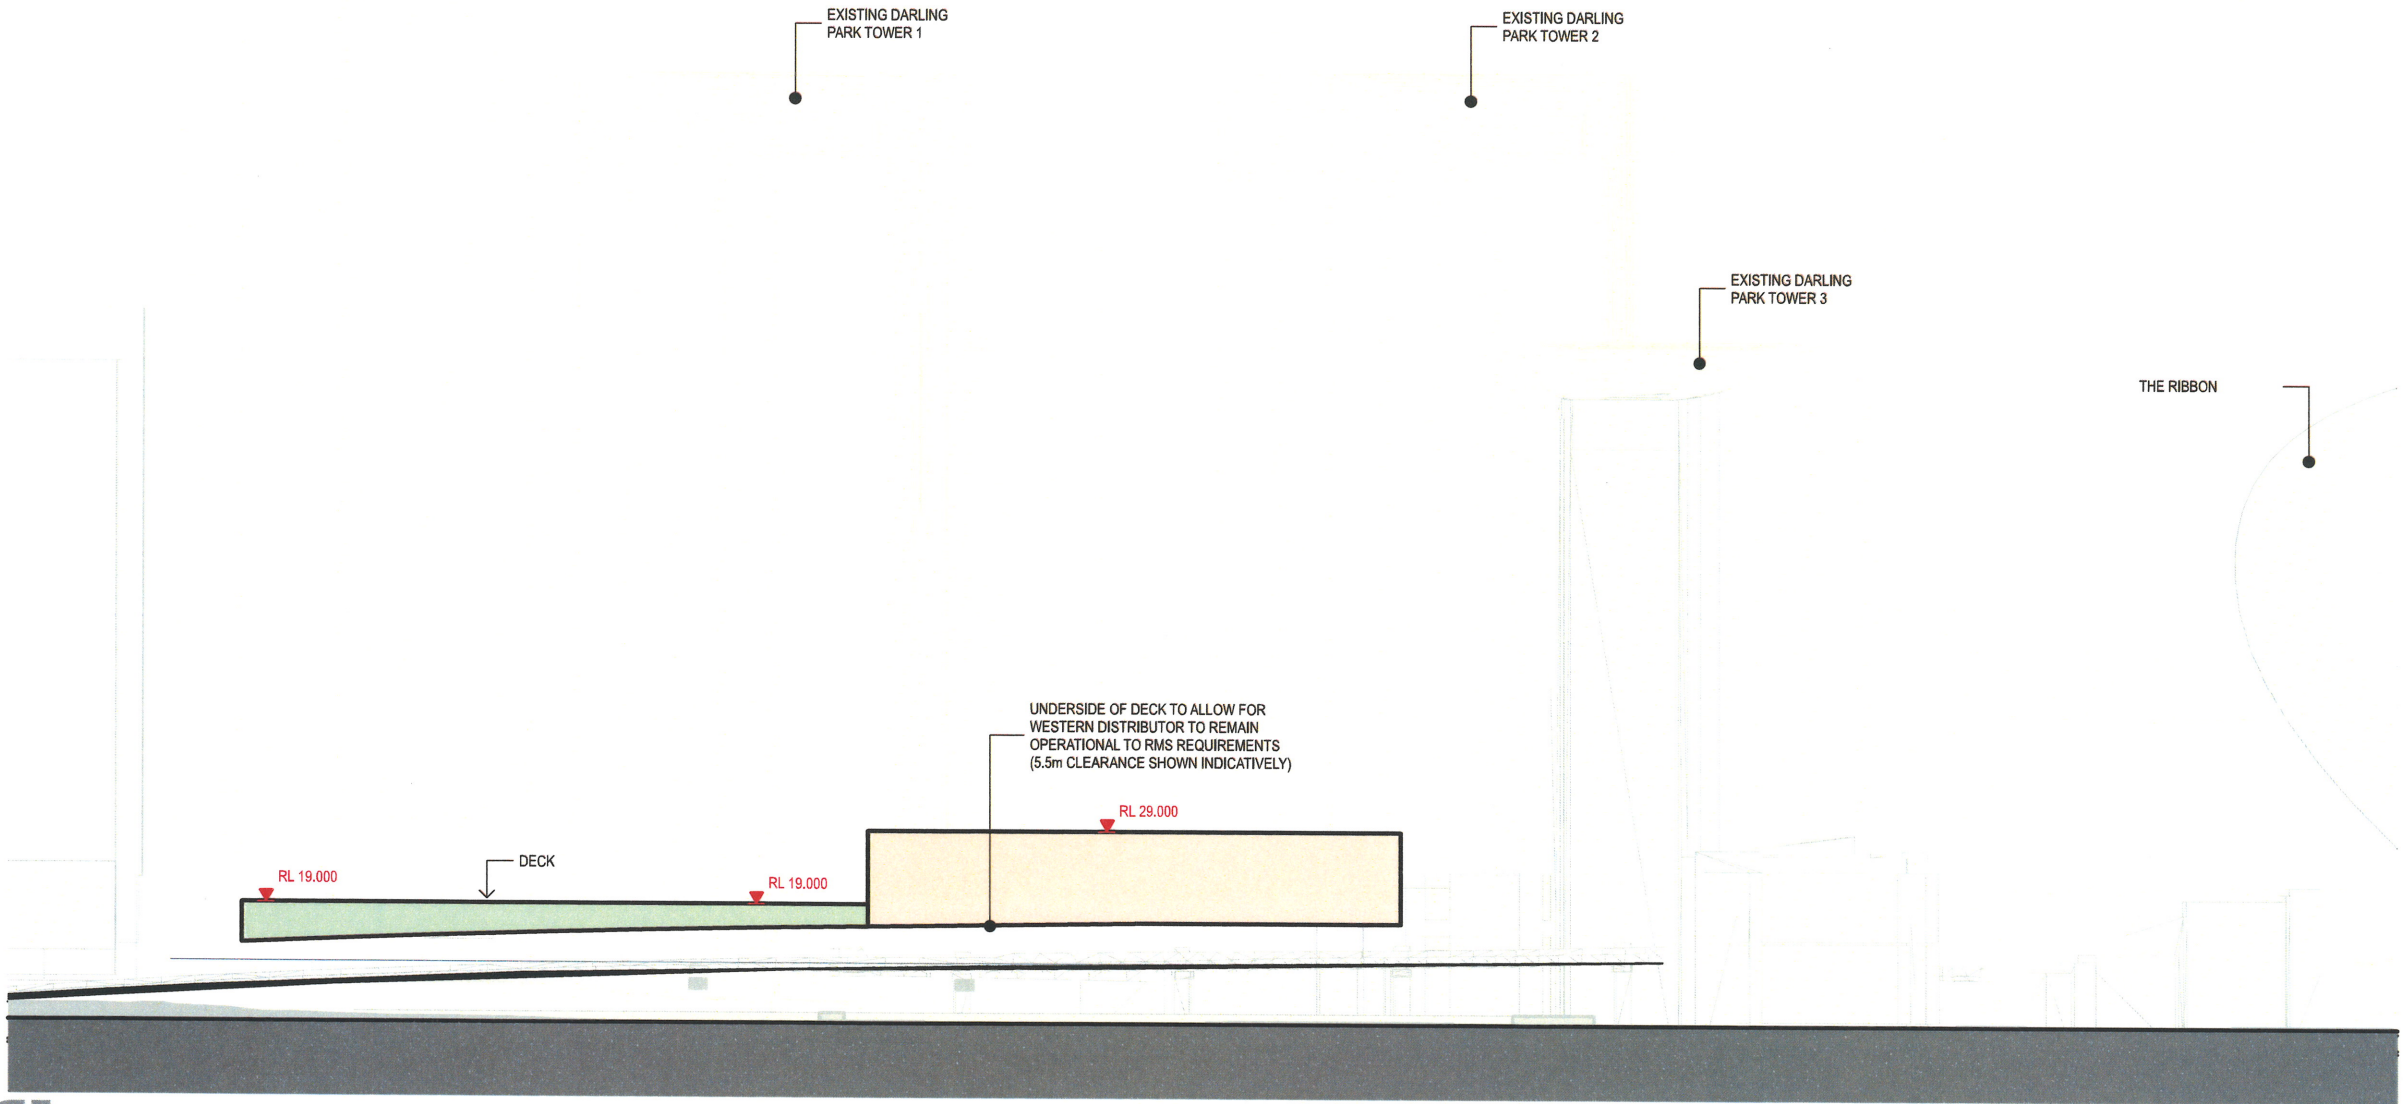 EXISTING DARLING
PARK TOWER 1
EXISTING DARLING
PARK TOWER 2
EXISTING DARLING
PARK TOWER 3
THE RIBBON
UNDERSIDE OF DECK TO ALLOW FOR
WESTERN DISTRIBUTOR TO REMAIN
OPERATIONAL TO RMS REQUIREMENTS
(5.5m CLEARANCE SHOWN INDICATIVELY)
RL 29.000
DECK
RL 19.000
RL 19.000